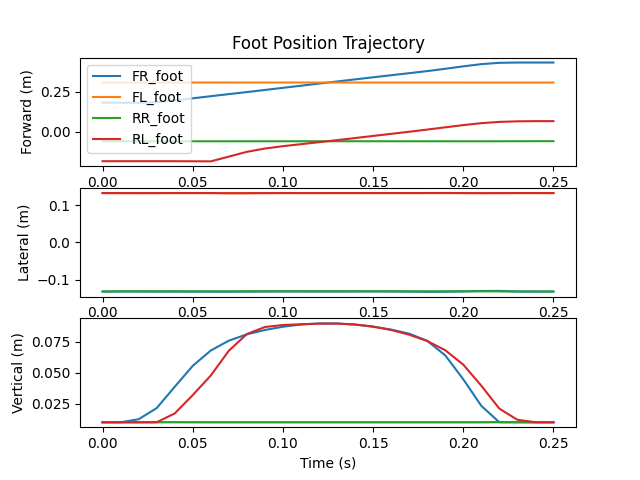 Foot Position Trajectory
Forward (m)
0.25
0.00
FR_foot
FL_foot
RR_foot
RL_foot
0.00 0.05 0.10 0.15 0.20 0.25
Lateral (m)
0.1
0.0
−0.1
0.00 0.05 0.10 0.15 0.20 0.25
Vertical (m)
0.075
0.050
0.025
0.00 0.05 0.10 0.15 0.20 0.25
Time (s)